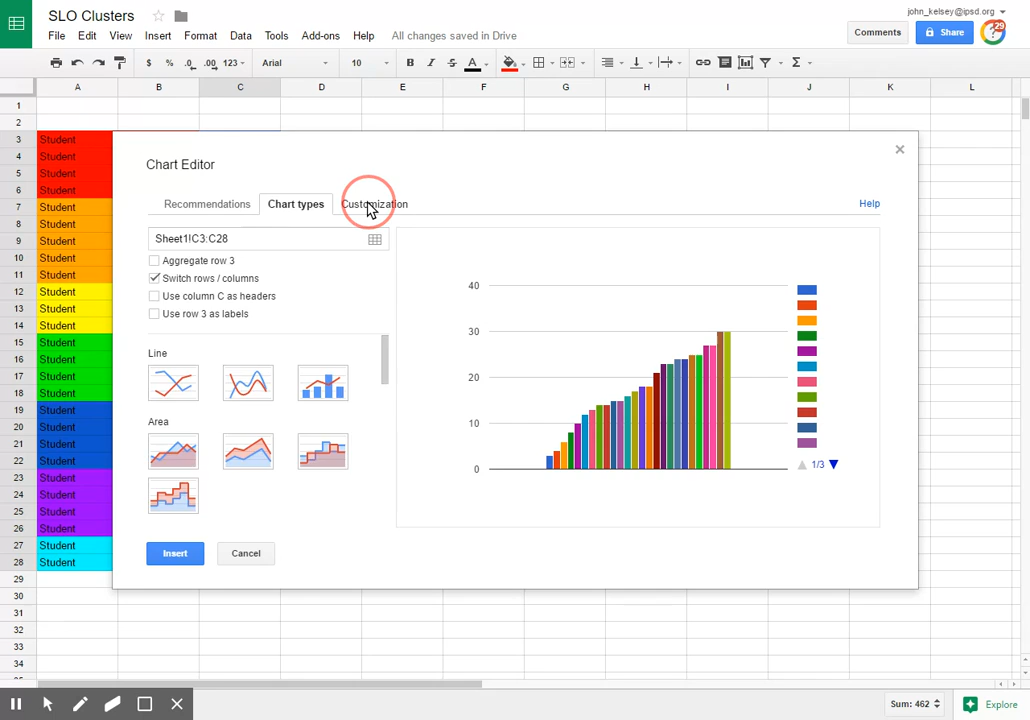 SLO Clusters
john_kelsey@ipsd.org
File Edit View Insert Format Data Tools Add-ons Help All changes saved in Drive
Comments
Share
29
$ % .0 .00 123 Arial 10 B I S A Σ
A B C D E F G H I J K L
1
2
3 Student
4 Student
5 Student
6 Student
7 Student
8 Student
9 Student
10 Student
11 Student
12 Student
13 Student
14 Student
15 Student
16 Student
17 Student
18 Student
19 Student
20 Student
21 Student
22 Student
23 Student
24 Student
25 Student
26 Student
27 Student
28 Student
29
30
31
32
33
34
Chart Editor
Recommendations Chart types Customization Help
Sheet1!C3:C28
Aggregate row 3
Switch rows / columns
Use column C as headers
Use row 3 as labels
Line
Area
Insert Cancel
40
30
20
10
0
1/3
Sum: 462
Explore